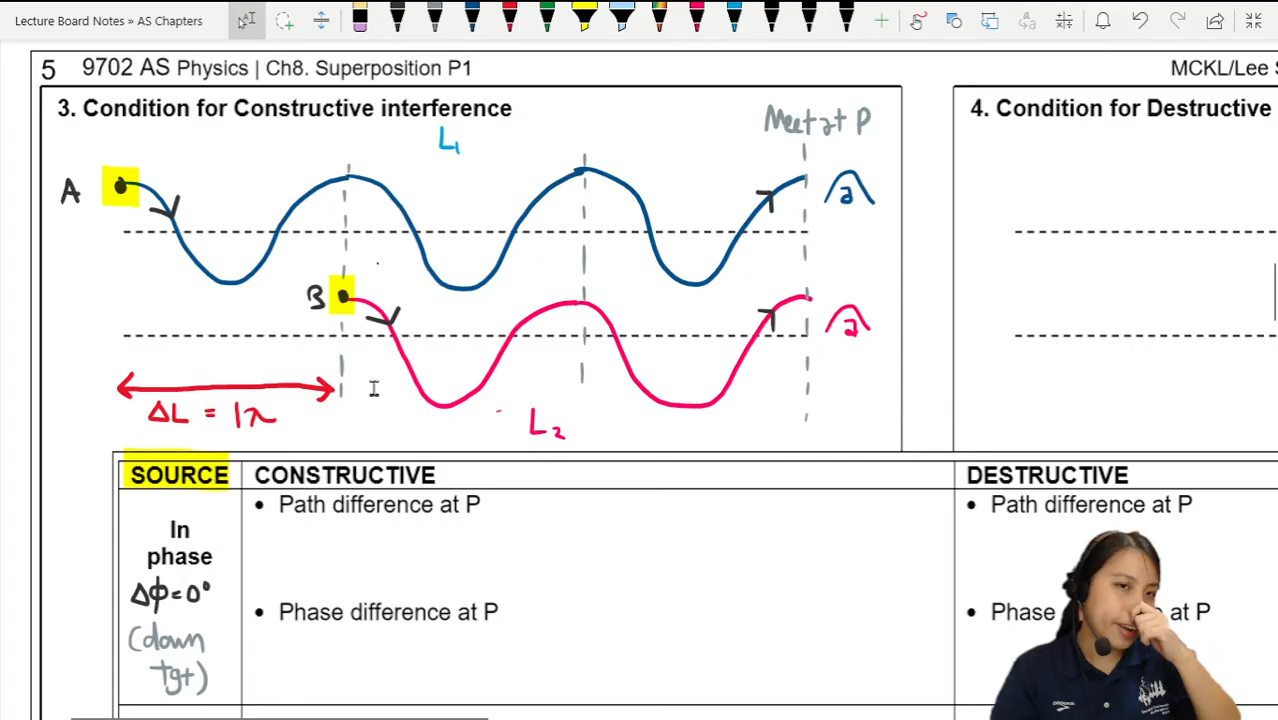 Lecture Board Notes » AS Chapters
5 9702 AS Physics | Ch8. Superposition P1
MCKL/Lee S
3. Condition for Constructive interference
4. Condition for Destructive
L₁
Meet at P
A
a
B
a
ΔL = 1λ
L₂
SOURCE
CONSTRUCTIVE
DESTRUCTIVE
In
phase
Δϕ=0°
(down
tgt)
• Path difference at P
• Phase difference at P
• Path difference at P
• Phase
at P